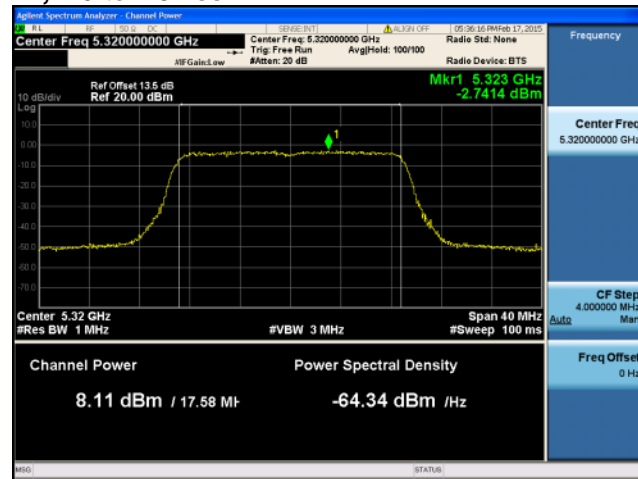 Agilent Spectrum Analyzer - Channel Power
RL RF 50 Ω DC SENSE:INT ALIGN OFF 05:36:16 PM Feb 17, 2015
Center Freq 5.320000000 GHz
Center Freq: 5.320000000 GHz
Radio Std: None
Trig: Free Run Avg|Hold: 100/100
#IFGain:Low #Atten: 20 dB Radio Device: BTS
Frequency
Mkr1 5.323 GHz
-2.7414 dBm
Ref Offset 13.5 dB
10 dB/div Ref 20.00 dBm
Log
10.0
0.00
-10.0
-20.0
-30.0
-40.0
-50.0
-60.0
-70.0
1
Center Freq
5.320000000 GHz
CF Step
4.000000 MHz
Auto Man
Freq Offset
0 Hz
Center 5.32 GHz Span 40 MHz
#Res BW 1 MHz #VBW 3 MHz #Sweep 100 ms
Channel Power Power Spectral Density
8.11 dBm / 17.58 MH -64.34 dBm /Hz
MSG STATUS